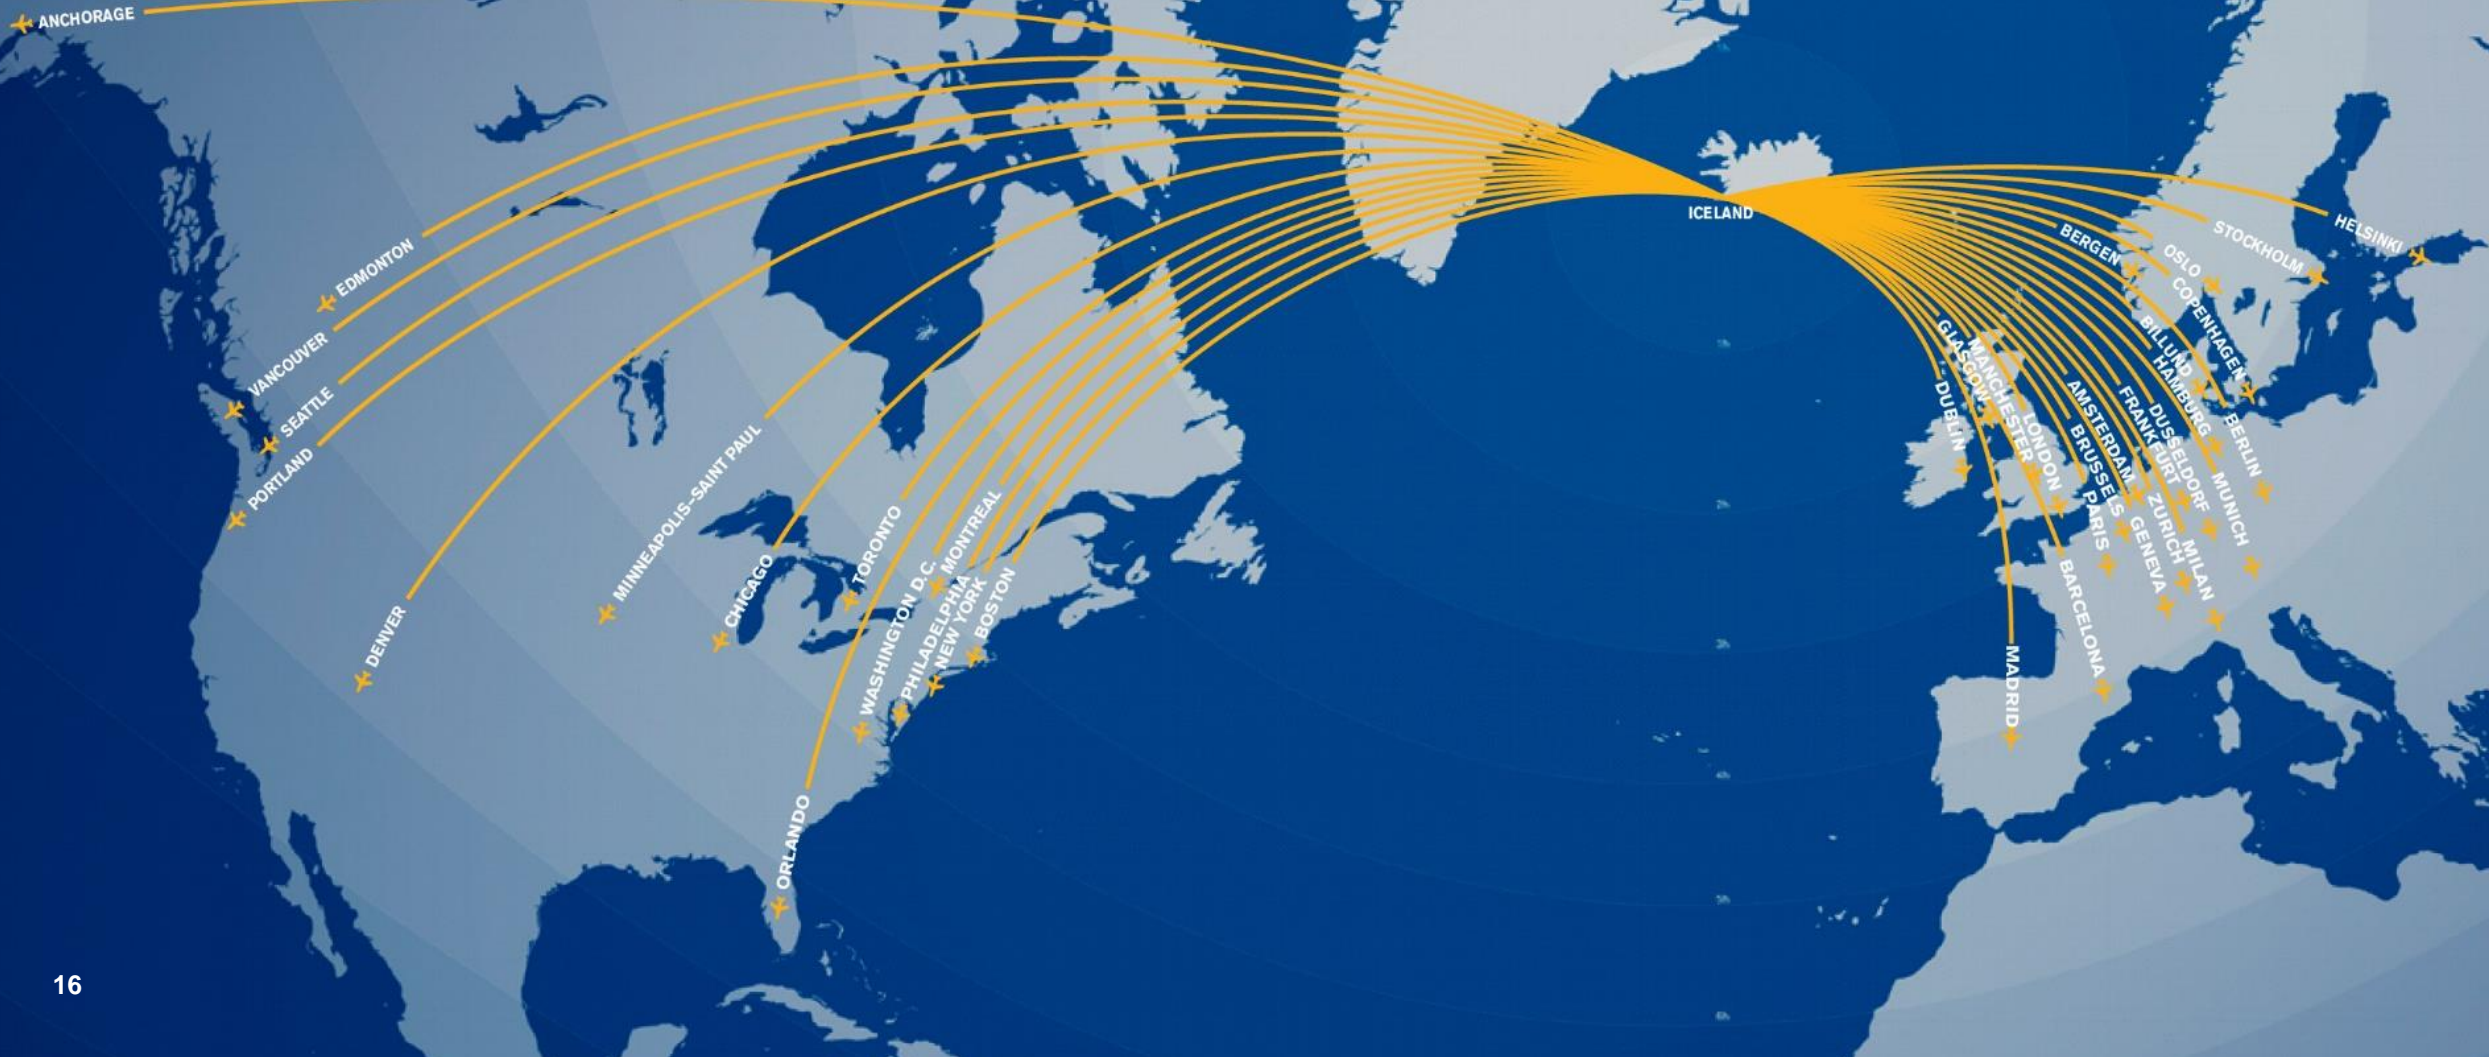 ANCHORAGE
EDMONTON
VANCOUVER
SEATTLE
PORTLAND
DENVER
MINNEAPOLIS-SAINT PAUL
CHICAGO
TORONTO
MONTREAL
WASHINGTON D.C.
PHILADELPHIA
NEW YORK
BOSTON
ORLANDO
ICELAND
HELSINKI
STOCKHOLM
OSLO
BERGEN
COPENHAGEN
BILLUND
HAMBURG
BERLIN
GLASGOW
MANCHESTER
DUBLIN
LONDON
AMSTERDAM
BRUSSELS
PARIS
FRANKFURT
DUSSELDORF
MUNICH
ZURICH
GENEVA
MILAN
BARCELONA
MADRID
16